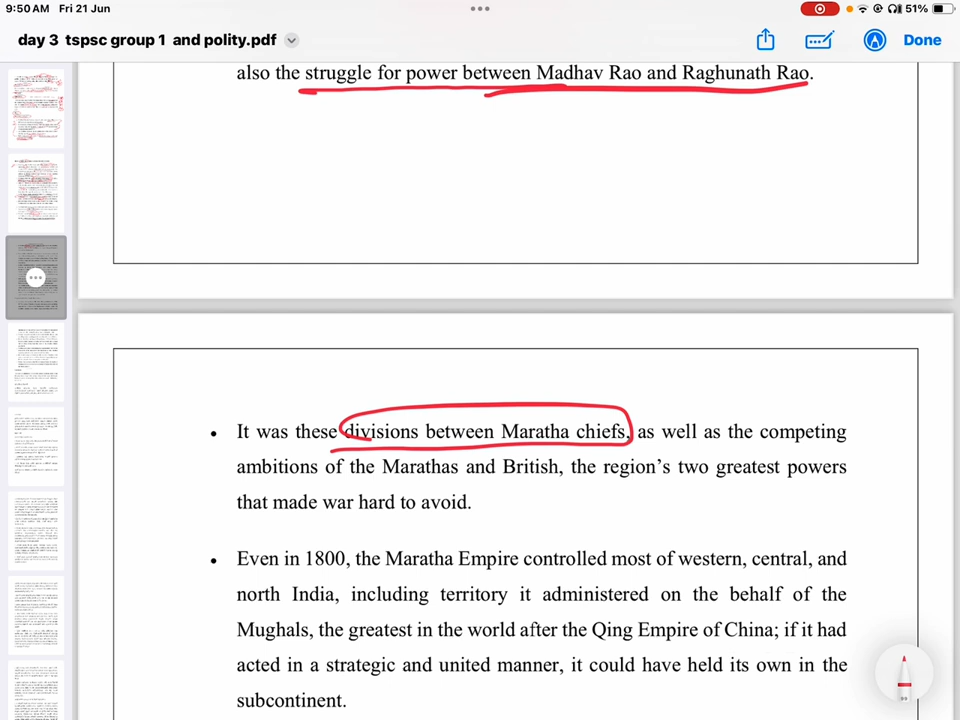 9:50 AM Fri 21 Jun
51%
day 3 tspsc group 1 and polity.pdf
Done
also the struggle for power between Madhav Rao and Raghunath Rao.
• It was these divisions between Maratha chiefs, as well as the competing
ambitions of the Marathas and British, the region's two greatest powers
that made war hard to avoid.
• Even in 1800, the Maratha Empire controlled most of western, central, and
north India, including territory it administered on the behalf of the
Mughals, the greatest in the world after the Qing Empire of China; if it had
acted in a strategic and united manner, it could have held its own in the
subcontinent.